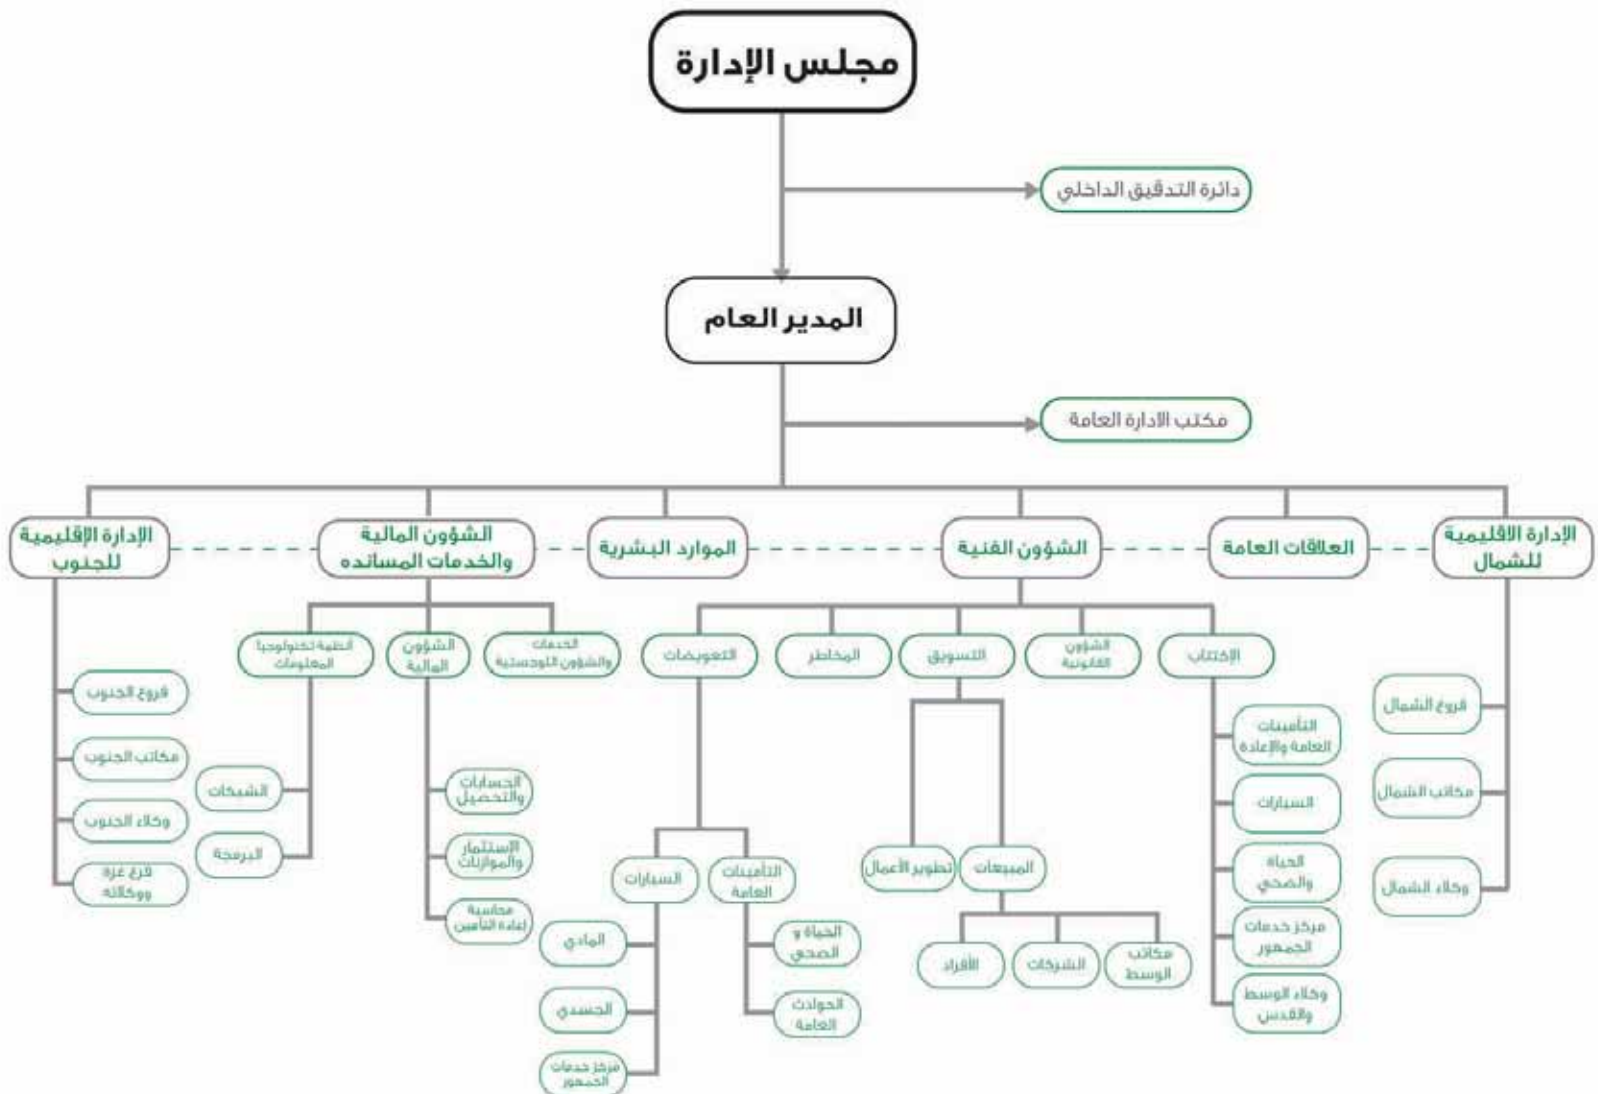 مجلس الإدارة
دائرة التدقيق الداخلي
المدير العام
مكتب الادارة العامة
الإدارة الاقليمية
للشمال
العلاقات العامة
الشؤون الفنية
الموارد البشرية
الشؤون المالية
والخدمات المسانده
الإدارة الإقليمية
للجنوب
الإكتتاب
الشؤون
القانونية
التسويق
المخاطر
التعويضات
الخدمات
والشؤون اللوجستية
الشؤون
المالية
أنظمة تكنولوجيا
المعلومات
فروع الشمال
مكاتب الشمال
وكلاء الشمال
التأمينات
العامة والإعادة
السيارات
الحياة
والصحي
مركز خدمات
الجمهور
وكلاء الوسط
والقدس
المبيعات
تطوير الأعمال
مكاتب
الوسط
الشركات
الأفراد
التأمينات
العامة
السيارات
الحياة و
الصحي
الحوادث
العامة
المادي
الجسدي
مركز خدمات
الجمهور
الحسابات
والتحصيل
الإستثمار
والموازنات
محاسبة
إعادة التأمين
الشبكات
البرمجة
فروع الجنوب
مكاتب الجنوب
وكلاء الجنوب
فرع غزة
ووكلائه